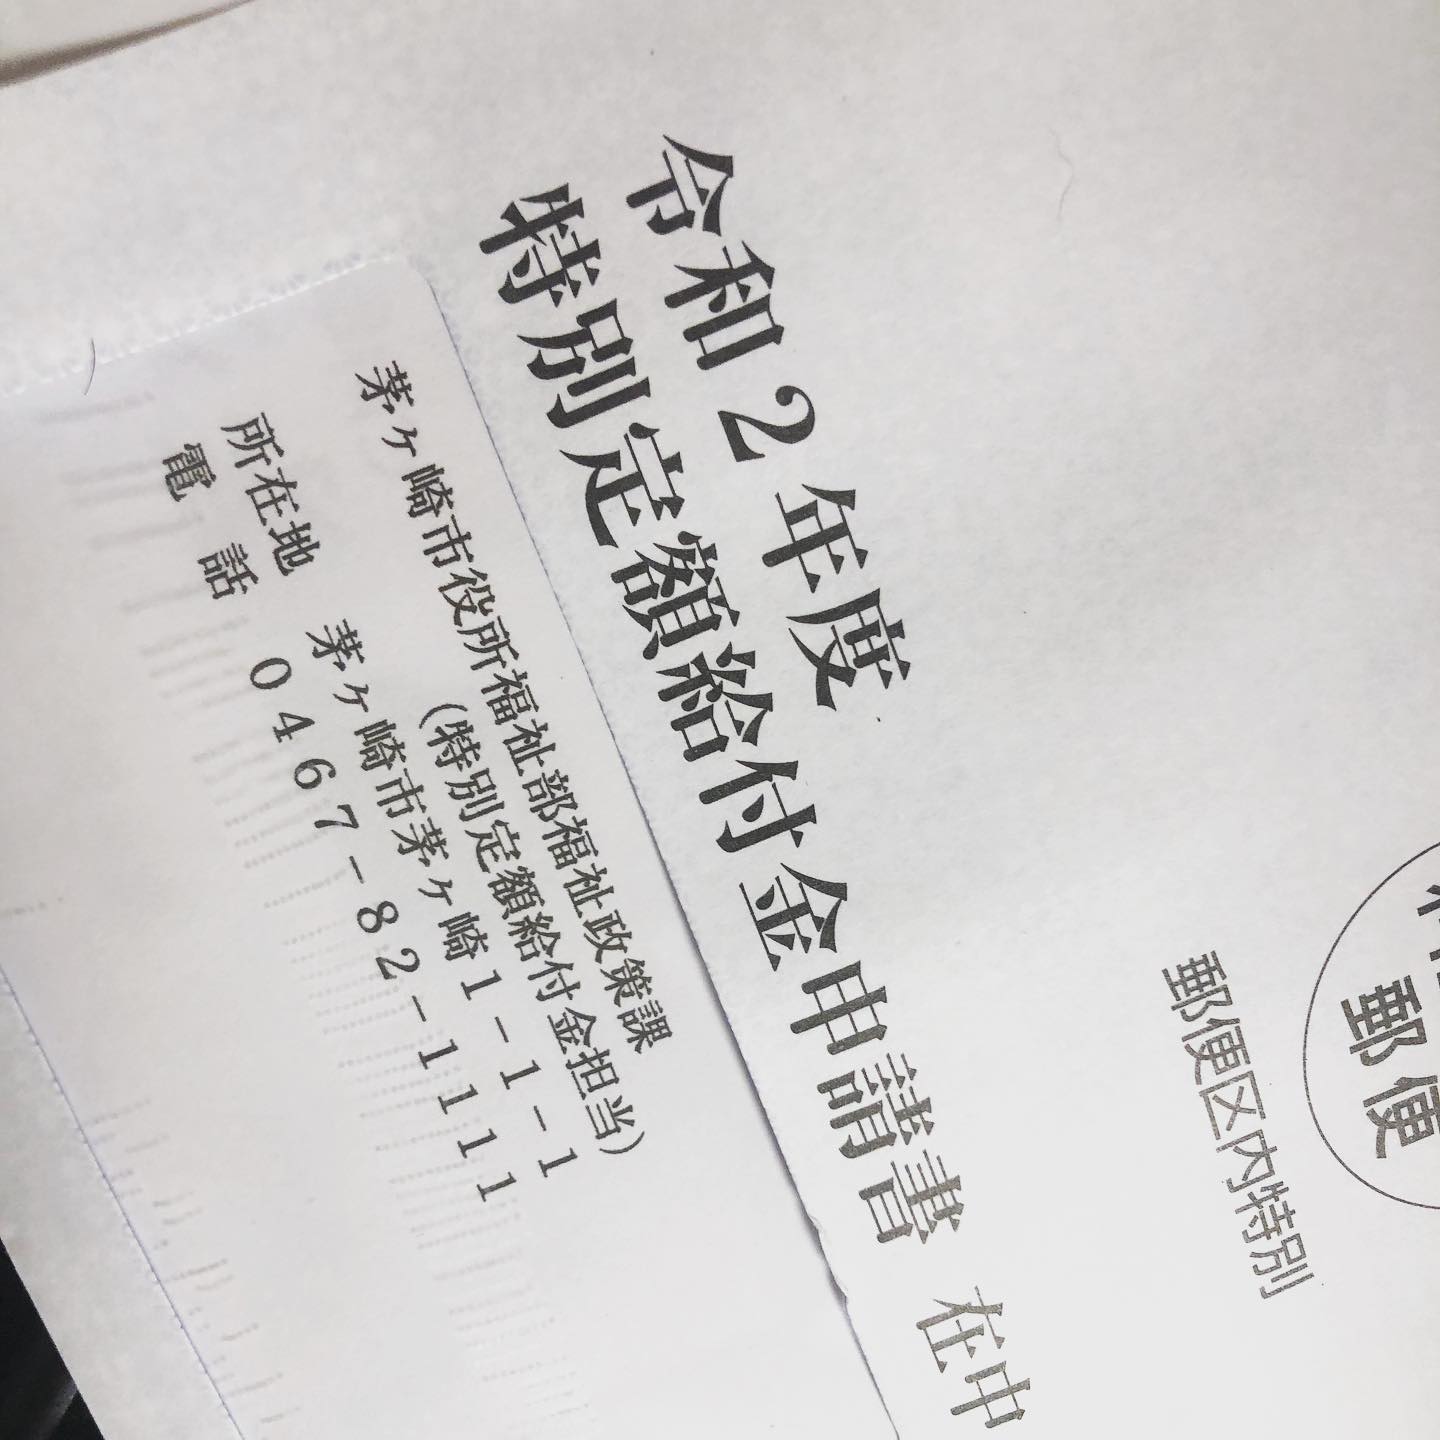 令和２年度
特別定額給付金申請書 在中
茅ヶ崎市役所福祉部福祉政策課
（特別定額給付金担当）
所在地 茅ヶ崎市茅ヶ崎１－１－１
電 話 ０４６７－８２－１１１１
郵便
郵便区内特別